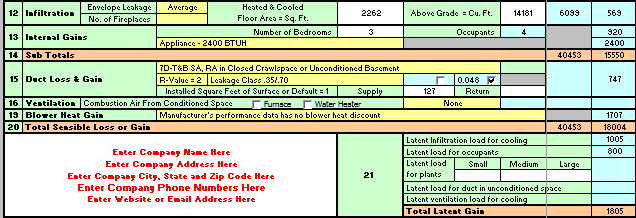 12 Infiltration Envelope Leakage Average Heated & Cooled 2262 Above Grade = Cu. Ft. 14181 6099 569
No. of Fireplaces Floor Area = Sq. Ft.
13 Internal Gains Number of Bedrooms 3 Occupants 4 920
Appliance - 2400 BTUH 2400
14 Sub Totals 40453 15550
7D-T&B SA, RA in Closed Crawlspace or Unconditioned Basement
15 Duct Loss & Gain R-Value = 2 Leakage Class .35/.70 0.048 747
Installed Square Feet of Surface or Default = 1 Supply 127 Return
16 Ventilation Combustion Air From Conditioned Space Furnace Water Heater None
19 Blower Heat Gain Manufacturer's performance data has no blower heat discount 1707
20 Total Sensible Loss or Gain 40453 18004
Latent Infiltration load for cooling 1005
Enter Company Name Here Latent load for occupants 800
Enter Company Address Here Latent load Small Medium Large
Enter Company City, State and Zip Code Here 21 for plants
Enter Company Phone Numbers Here Latent load for duct in unconditioned space
Enter Website or Email Address Here Latent ventilation load for cooling
Total Latent Gain 1805